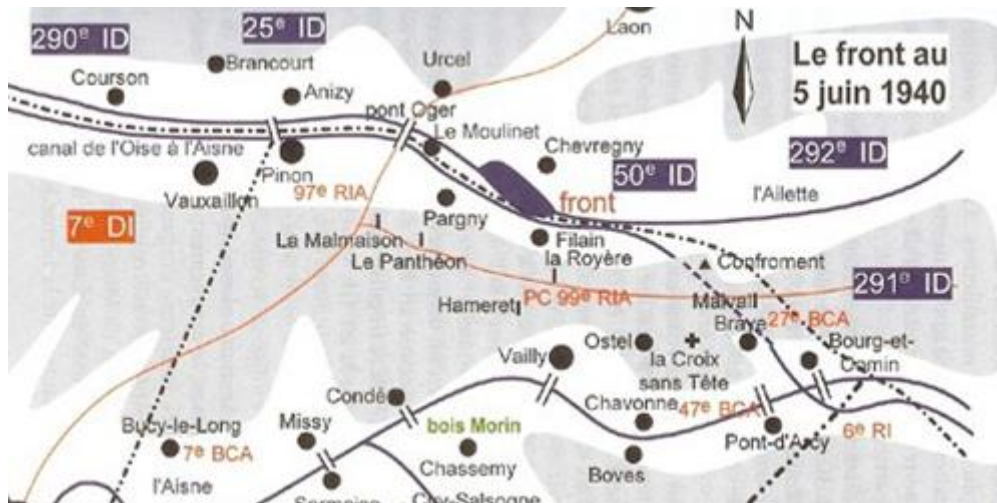 290e ID
25e ID
Brancourt
Courson
Anizy
Urcel
Laon
N
Le front au
5 juin 1940
pont Oger
Le Moulinet
canal de l'Oise à l'Aisne
Vauxaillon
Pinon
97e RIA
Chevregny
50e ID
292e ID
front
l'Ailette
7e DI
Pargny
La Malmaison
Le Panthéon
Filain
la Royère
Confroment
291e ID
PC 99e RIA
Hameret
Malval
Braye
27e BCA
Vailly
Ostel
la Croix
sans Tête
Bourg-et-
Comin
Condé
Chavonne
47e BCA
Bucy-le-Long
7e BCA
Missy
bois Morin
Chassemy
Boves
Pont-d'Arcy
6e RI
l'Aisne
Sermoise
Ciry-Salsogne